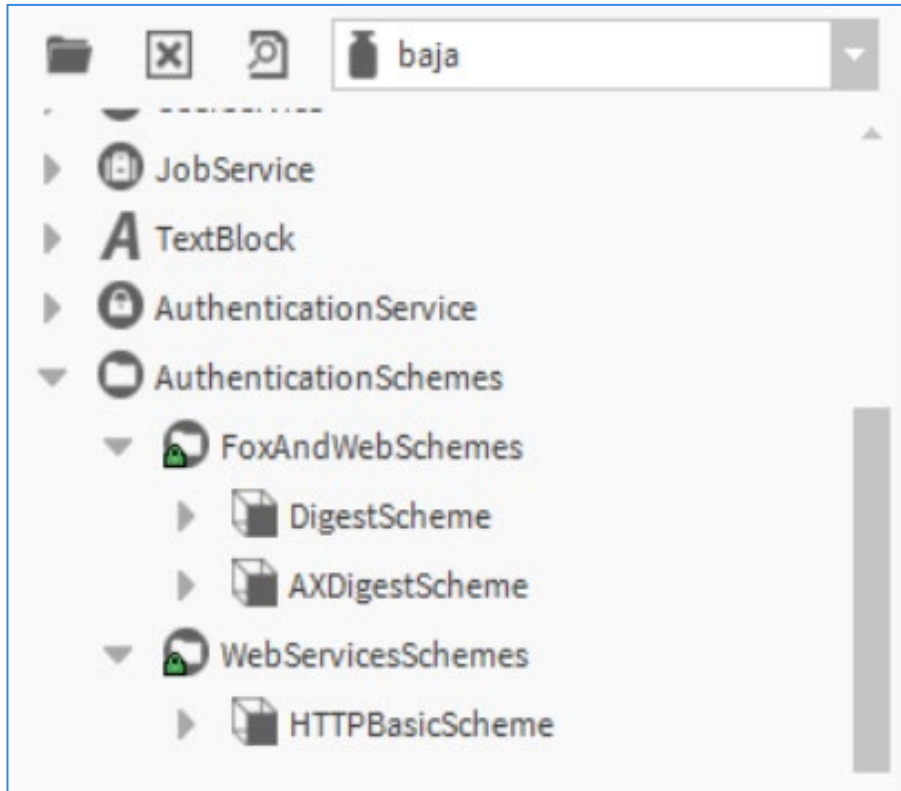 baja
JobService
TextBlock
AuthenticationService
AuthenticationSchemes
FoxAndWebSchemes
DigestScheme
AXDigestScheme
WebServicesSchemes
HTTPBasicScheme